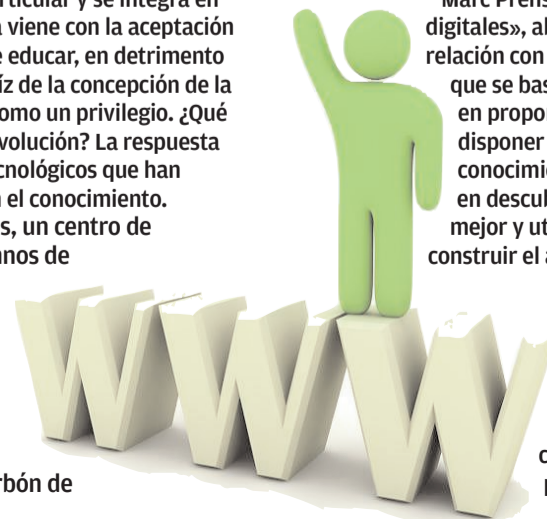 rticular y se integra en
a viene con la aceptación
e educar, en detrimento
íz de la concepción de la
omo un privilegio. ¿Qué
volución? La respuesta
cnológicos que han
n el conocimiento.
s, un centro de
nos de
rbón de
Marc Prens
digitales», al
relación con
que se bas
en propor
disponer
conocimie
en descub
mejor y ut
construir el a
c
WWW